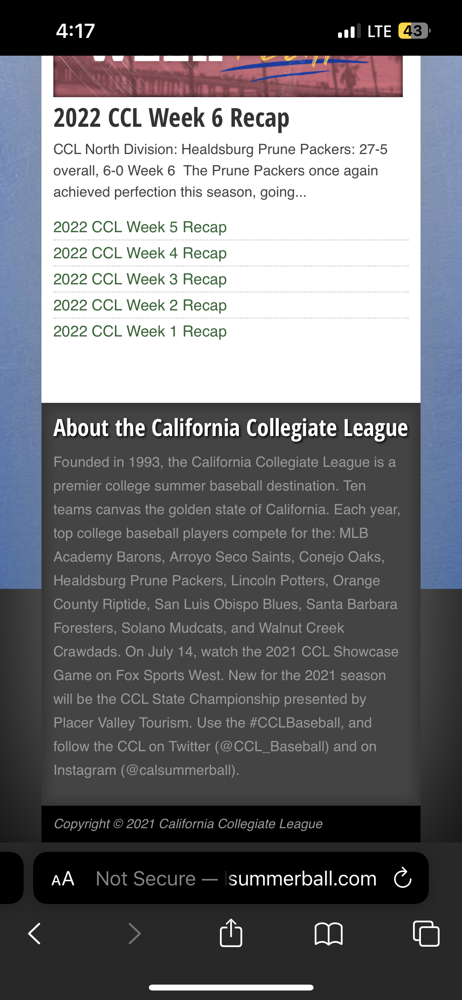 4:17
LTE 43
2022 CCL Week 6 Recap
CCL North Division: Healdsburg Prune Packers: 27-5
overall, 6-0 Week 6  The Prune Packers once again
achieved perfection this season, going...
2022 CCL Week 5 Recap
2022 CCL Week 4 Recap
2022 CCL Week 3 Recap
2022 CCL Week 2 Recap
2022 CCL Week 1 Recap
About the California Collegiate League
Founded in 1993, the California Collegiate League is a
premier college summer baseball destination. Ten
teams canvas the golden state of California. Each year,
top college baseball players compete for the: MLB
Academy Barons, Arroyo Seco Saints, Conejo Oaks,
Healdsburg Prune Packers, Lincoln Potters, Orange
County Riptide, San Luis Obispo Blues, Santa Barbara
Foresters, Solano Mudcats, and Walnut Creek
Crawdads. On July 14, watch the 2021 CCL Showcase
Game on Fox Sports West. New for the 2021 season
will be the CCL State Championship presented by
Placer Valley Tourism. Use the #CCLBaseball, and
follow the CCL on Twitter (@CCL_Baseball) and on
Instagram (@calsummerball).
Copyright © 2021 California Collegiate League
AA Not Secure — lsummerball.com